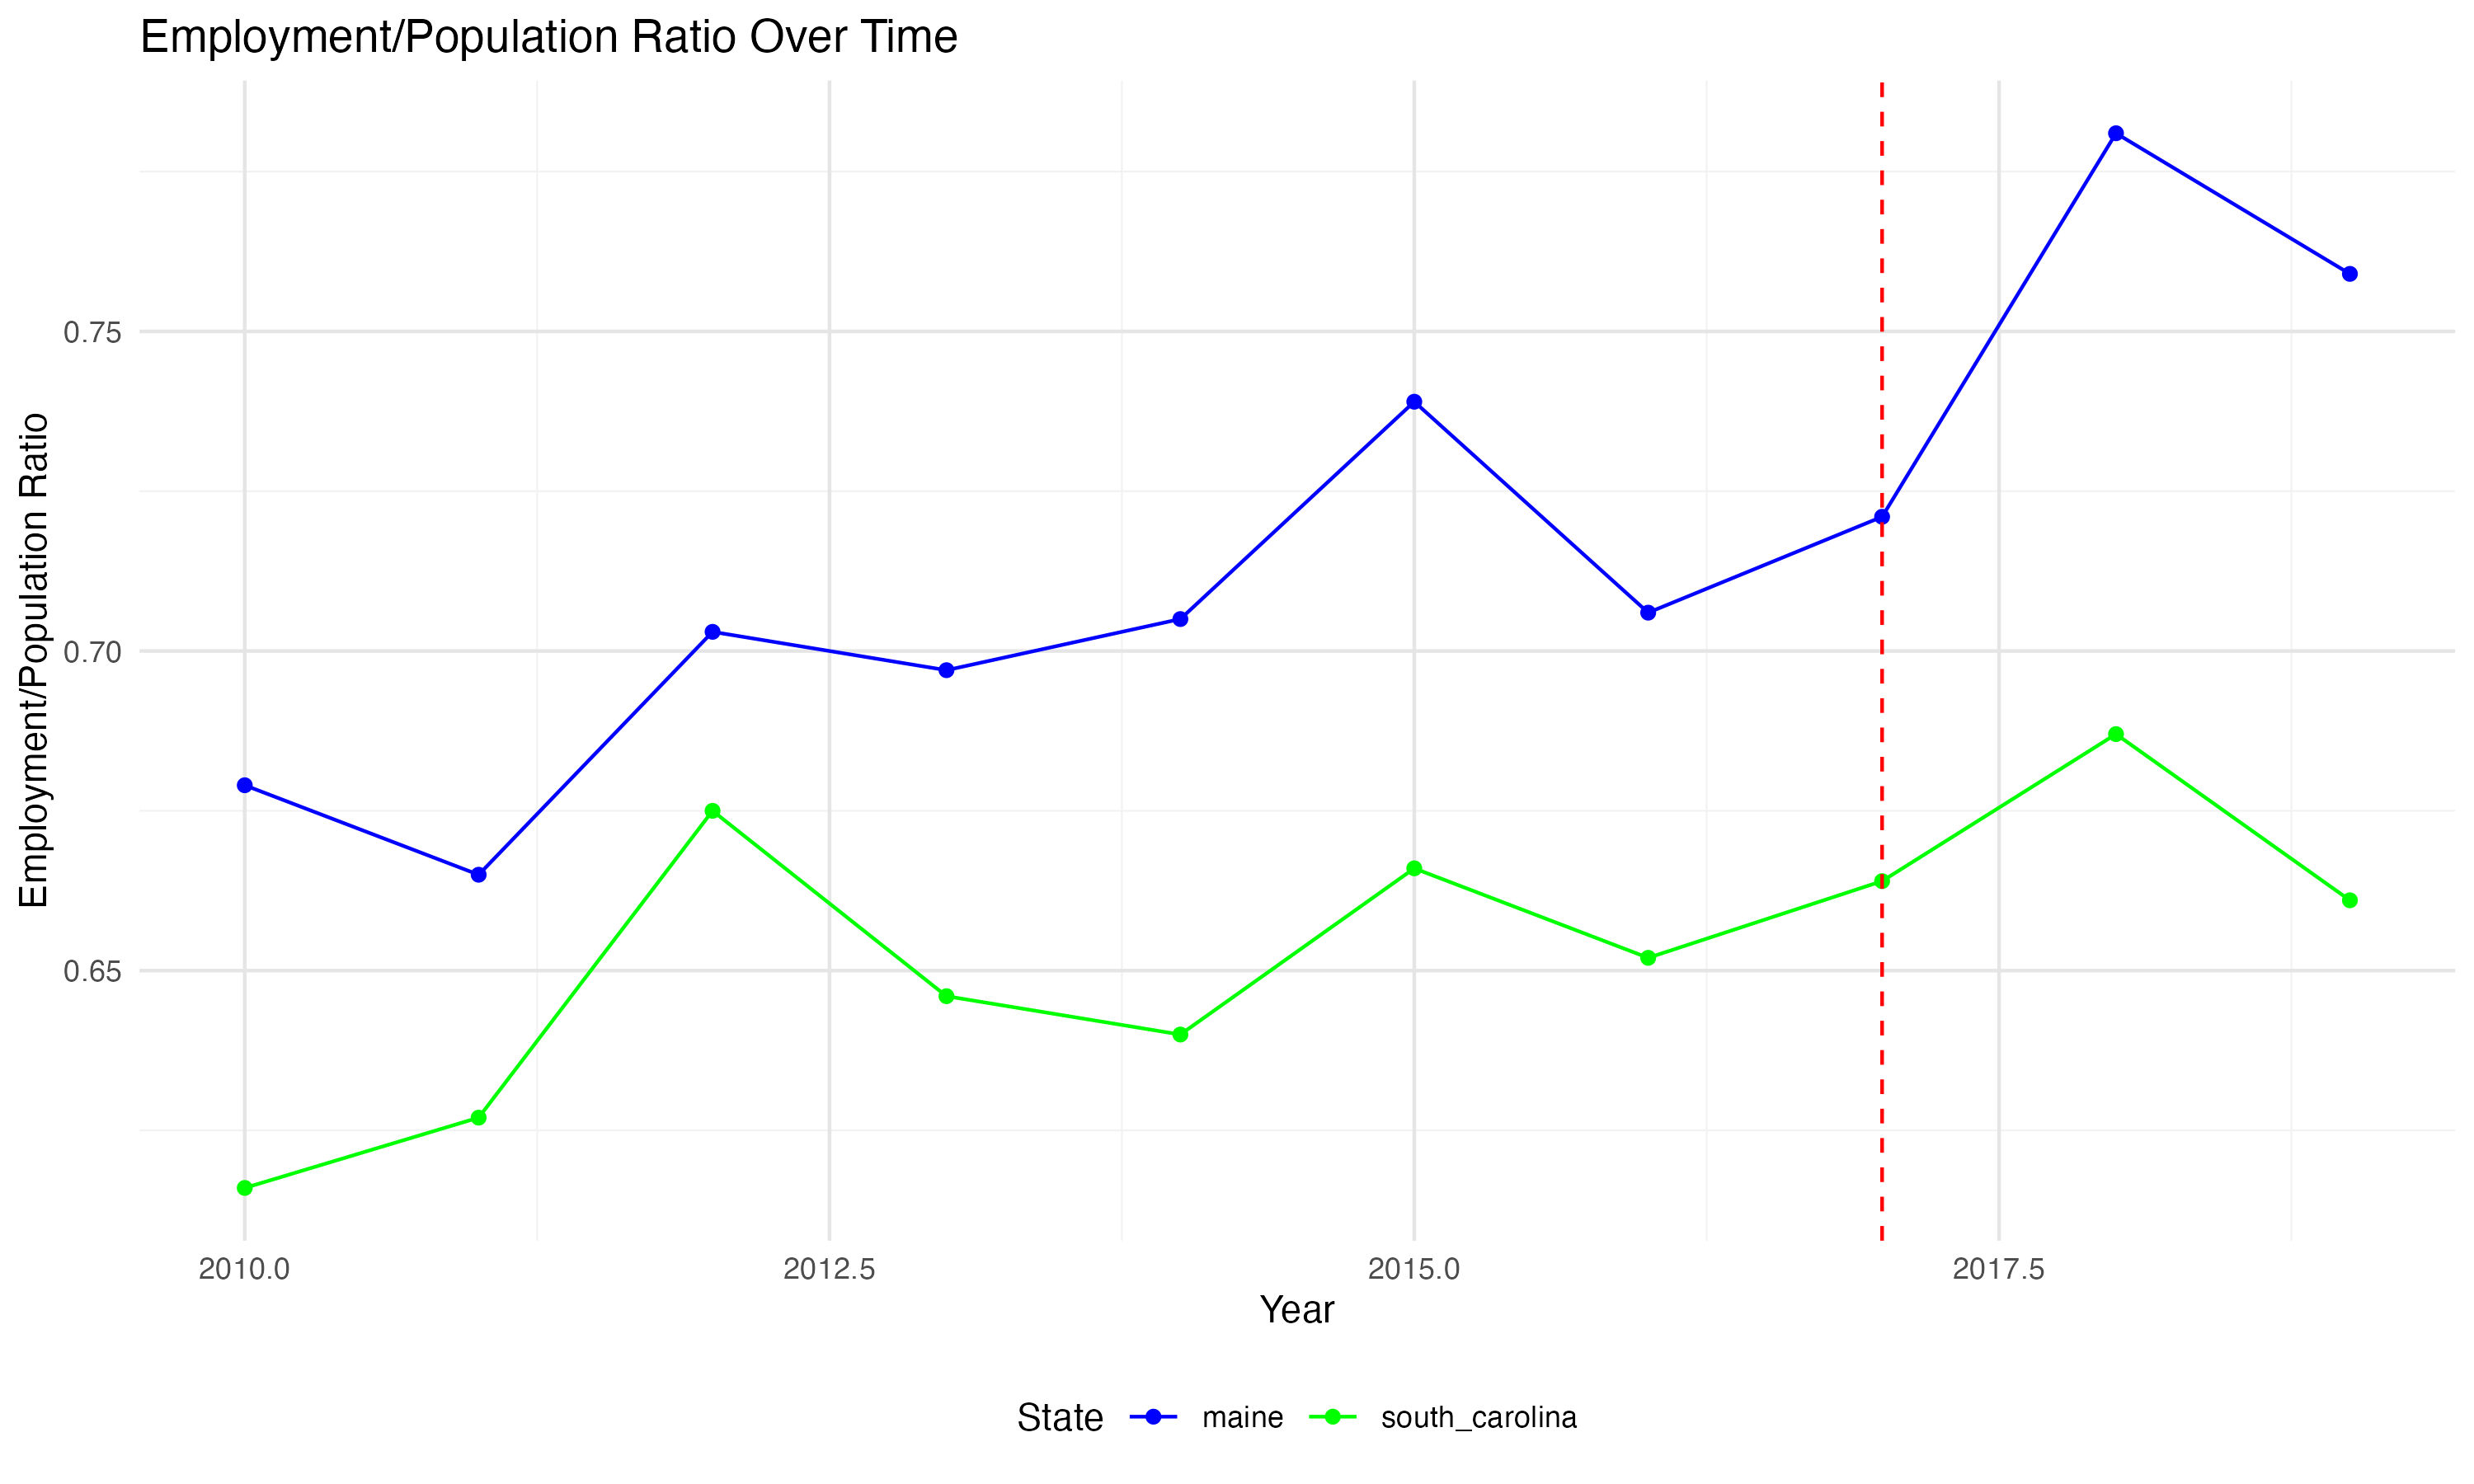 Employment/Population Ratio Over Time
Employment/Population Ratio
0.75
0.70
0.65
2010.0 2012.5 2015.0 2017.5
Year
State maine south_carolina